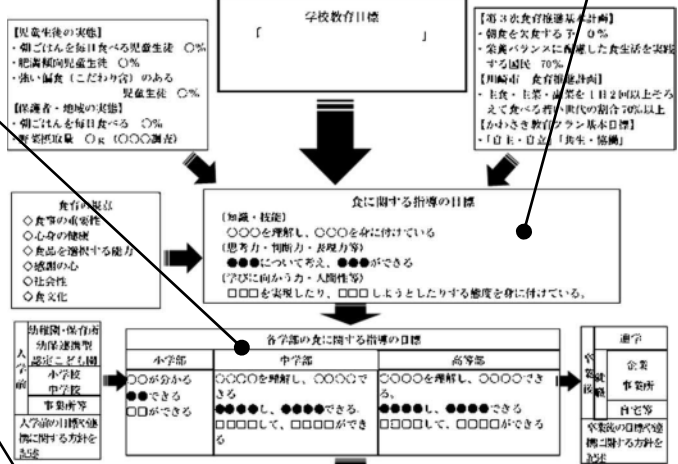 学校教育目標
「　　　　　　　　　」
【児童生徒の実態】
・朝ごはんを毎日食べる児童生徒　○%
・肥満傾向児童生徒　○%
・強い偏食（こだわり含）のある
児童生徒　○%
【保護者・地域の実態】
・朝ごはんを毎日食べる　○%
・野菜摂取量　○g（○○○調査）
【第3次食育推進基本計画】
・朝食を欠食する子　0%
・栄養バランスに配慮した食生活を実践
する国民　70%
【川崎市　食育推進計画】
・主食・主菜・副菜を1日2回以上そろ
えて食べる若い世代の割合70%以上
【かわさき教育プラン基本目標】
・「自主・自立」「共生・協働」
食育の視点
◇食事の重要性
◇心身の健康
◇食品を選択する能力
◇感謝の心
◇社会性
◇食文化
食に関する指導の目標
（知識・技能）
○○○を理解し、○○○を身に付けている
（思考力・判断力・表現力等）
●●●について考え、●●●ができる
（学びに向かう力・人間性等）
□□□を実現したり、□□□しようとしたりする態度を身に付けている。
入学前
幼稚園・保育所
幼保連携型
認定こども園
小学校
中学校
事業所等
入学前の目標や連
携に関する方針を
記述
各学部の食に関する指導の目標
小学部
○○が分かる
●●できる
□□ができる
中学部
○○○○を理解し、○○○○で
きる
●●●●し、●●●●できる
□□□□して、□□□□ができ
る
高等部
○○○○を理解し、○○○○でき
る。
●●●●し、●●●●できる
□□□□して、□□□□ができる
卒業後
進学
就職
企業
事業所
自宅等
卒業後の目標や連
携に関する方針を
記述